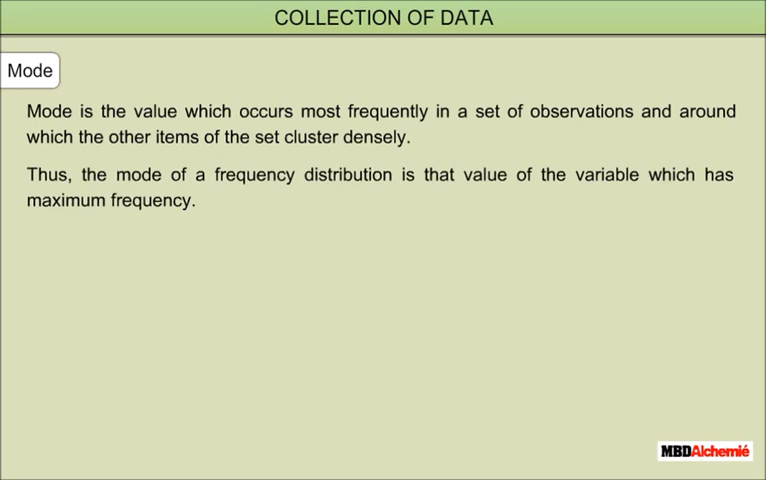 COLLECTION OF DATA
Mode
Mode is the value which occurs most frequently in a set of observations and around
which the other items of the set cluster densely.
Thus, the mode of a frequency distribution is that value of the variable which has
maximum frequency.
MBDAlchemié